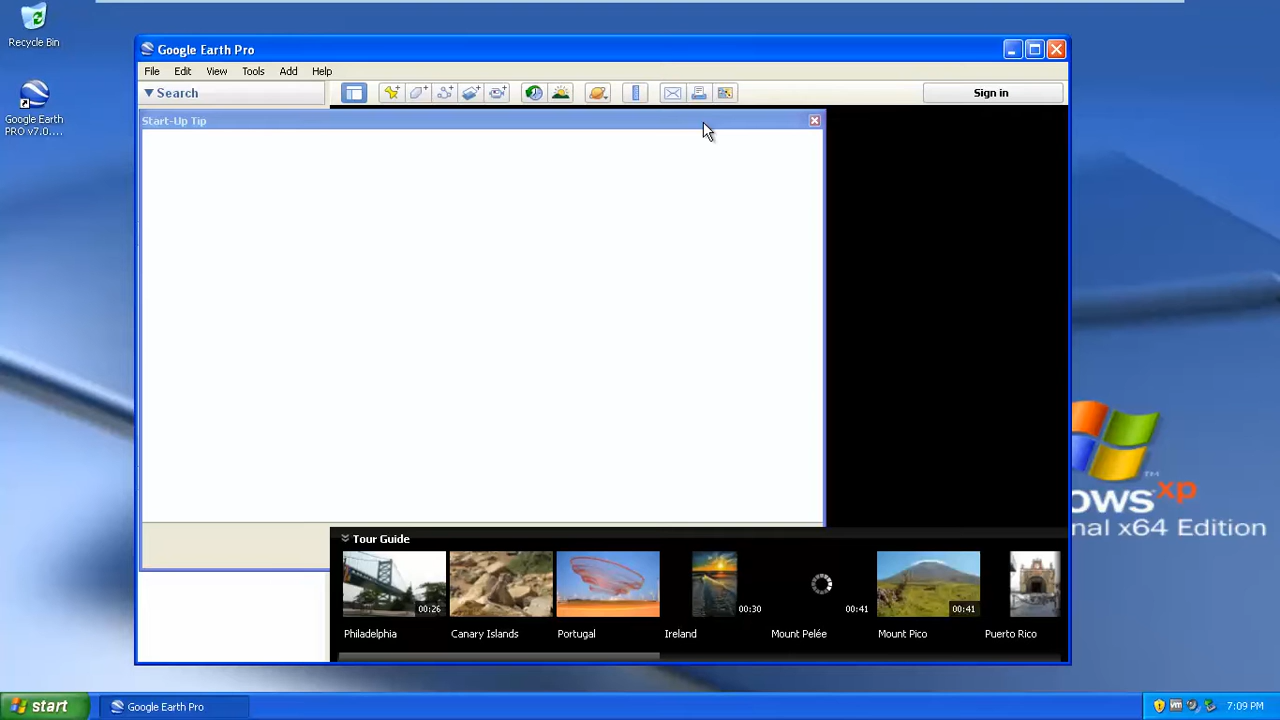 Recycle Bin
Google Earth
PRO v7.0....
Google Earth Pro
File Edit View Tools Add Help
Search
Sign in
Start-Up Tip
Tour Guide
00:26
00:30
00:41
00:41
Philadelphia
Canary Islands
Portugal
Ireland
Mount Pelée
Mount Pico
Puerto Rico
ows xp
TM
nal x64 Edition
start
Google Earth Pro
7:09 PM